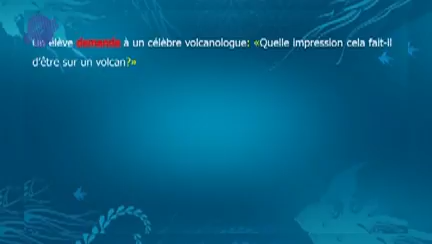 Un élève demande à un célèbre volcanologue: «Quelle impression cela fait-il
d'être sur un volcan?»